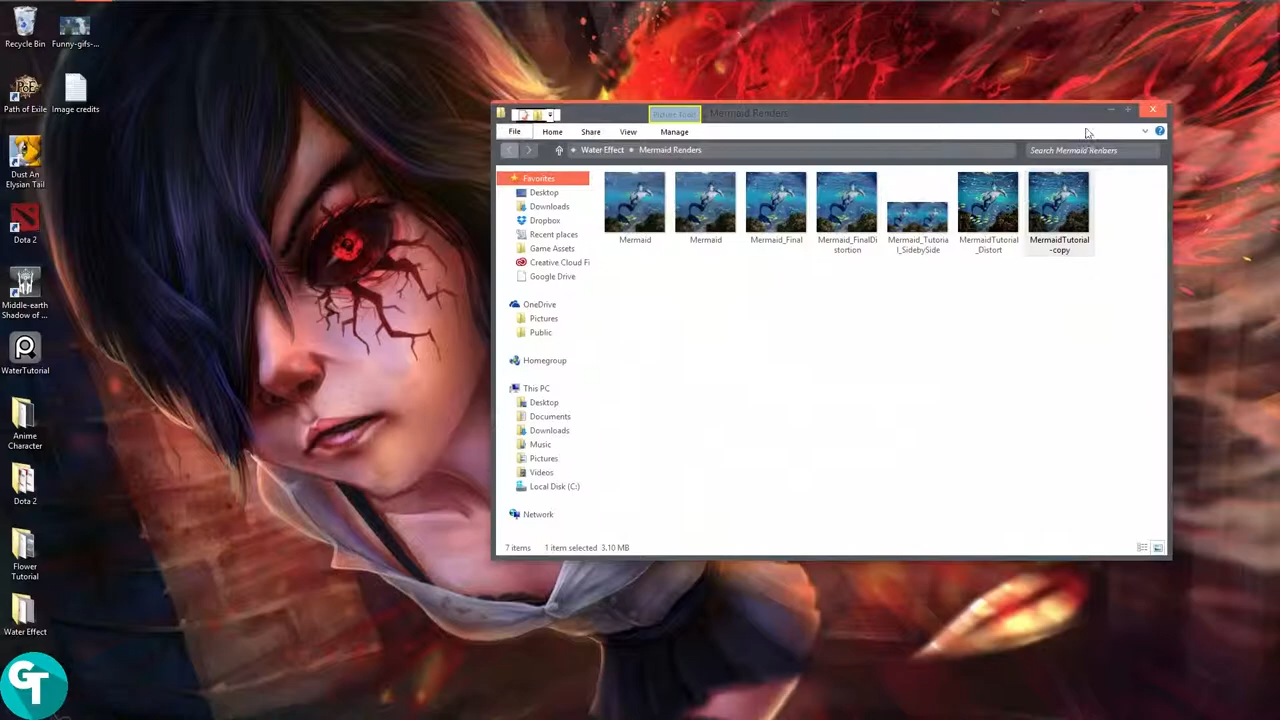 Recycle Bin
Funny-gifs-...
Path of Exile
Image credits
Dust An
Elysian Tail
Dota 2
Middle-earth
Shadow of ...
WaterTutorial
Anime
Character
Dota 2
Flower
Tutorial
Water Effect
GT
Picture Tools
Mermaid Renders
File
Home
Share
View
Manage
Water Effect
Mermaid Renders
Search Mermaid Renders
Favorites
Desktop
Downloads
Dropbox
Recent places
Game Assets
Creative Cloud Fi
Google Drive
OneDrive
Pictures
Public
Homegroup
This PC
Desktop
Documents
Downloads
Music
Pictures
Videos
Local Disk (C:)
Network
Mermaid
Mermaid
Mermaid_Final
Mermaid_FinalDi
stortion
Mermaid_Tutoria
l_SidebySide
MermaidTutorial
_Distort
MermaidTutorial
-copy
7 items
1 item selected 3.10 MB